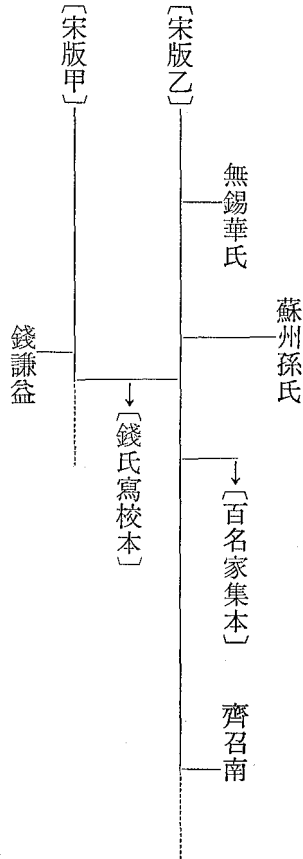 〔宋版乙〕
〔宋版甲〕
無錫華氏
蘇州孫氏
錢謙益
〔錢氏寫校本〕
〔百名家集本〕
齊召南